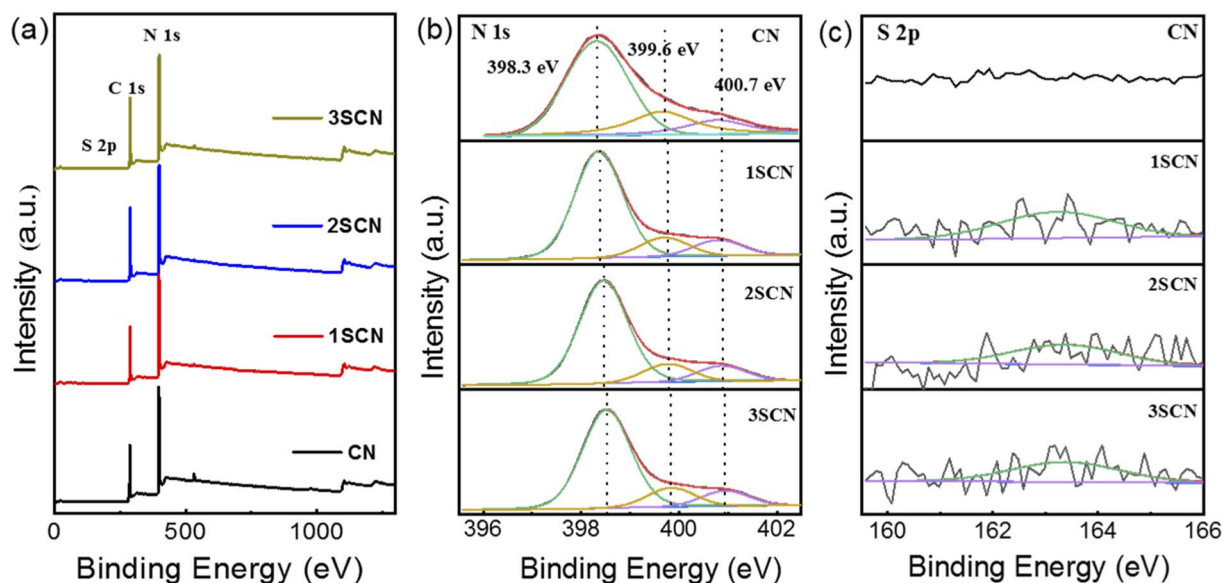 (a)
N 1s
C 1s
S 2p
3SCN
2SCN
1SCN
CN
Intensity (a.u.)
0 500 1000
Binding Energy (eV)
(b)
N 1s
CN
398.3 eV
399.6 eV
400.7 eV
1SCN
2SCN
3SCN
Intensity (a.u.)
396 398 400 402
Binding Energy (eV)
(c)
S 2p
CN
1SCN
2SCN
3SCN
Intensity (a.u.)
160 162 164 166
Binding Energy (eV)